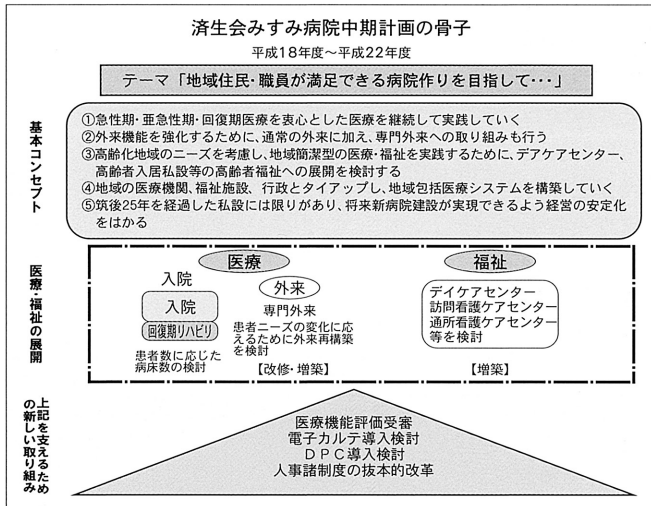 済生会みすみ病院中期計画の骨子
平成18年度～平成22年度
テーマ「地域住民・職員が満足できる病院作りを目指して・・・」
基本コンセプト
①急性期・亜急性期・回復期医療を衷心とした医療を継続して実践していく
②外来機能を強化するために、通常の外来に加え、専門外来への取り組みも行う
③高齢化地域のニーズを考慮し、地域簡潔型の医療・福祉を実践するために、デアケアセンター、
高齢者入居私設等の高齢者福祉への展開を検討する
④地域の医療機関、福祉施設、行政とタイアップし、地域包括医療システムを構築していく
⑤筑後25年を経過した私設には限りがあり、将来新病院建設が実現できるよう経営の安定化
をはかる
医療・福祉の展開
医療
入院
入院
回復期リハビリ
患者数に応じた
病床数の検討
外来
専門外来
患者ニーズの変化に応
えるために外来再構築
を検討
【改修・増築】
福祉
デイケアセンター
訪問看護ケアセンター
通所看護ケアセンター
等を検討
【増築】
上記を支えるため
の新しい取り組み
医療機能評価受審
電子カルテ導入検討
DPC導入検討
人事諸制度の抜本的改革